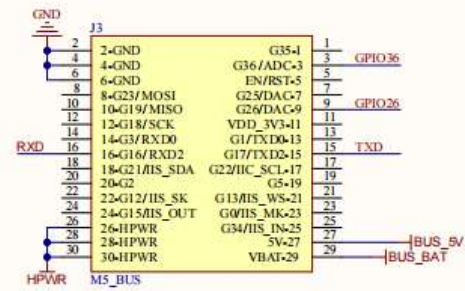 GND
J3
2 2-GND G35-I 1
4 4-GND G36/ADC-3 3 GPIO36
6 6-GND EN/RST-5 5
8 8-G23/ MOSI G25/DAC-7 7
10 10-G19/ MISO G26/DAC-9 9 GPIO26
12 12-G18/ SCK VDD_3V3-11 11
14 14-G3/ RXD0 G1/TXD0-13 13
RXD 16 16-G16/ RXD2 G17/TXD2-15 15 TXD
18 18-G21/IIS_SDA G22/IIC_SCL-17 17
20 20-G2 G5-19 19
22 22-G12/IIS_SK G13/IIS_WS-21 21
24 24-G15/IIS_OUT G0/IIS_MK-23 23
26 26-HPWR G34/IIS_IN-25 25
28 28-HPWR 5V-27 27 BUS_5V
30 30-HPWR VBAT-29 29 BUS_BAT
HPWR M5_BUS